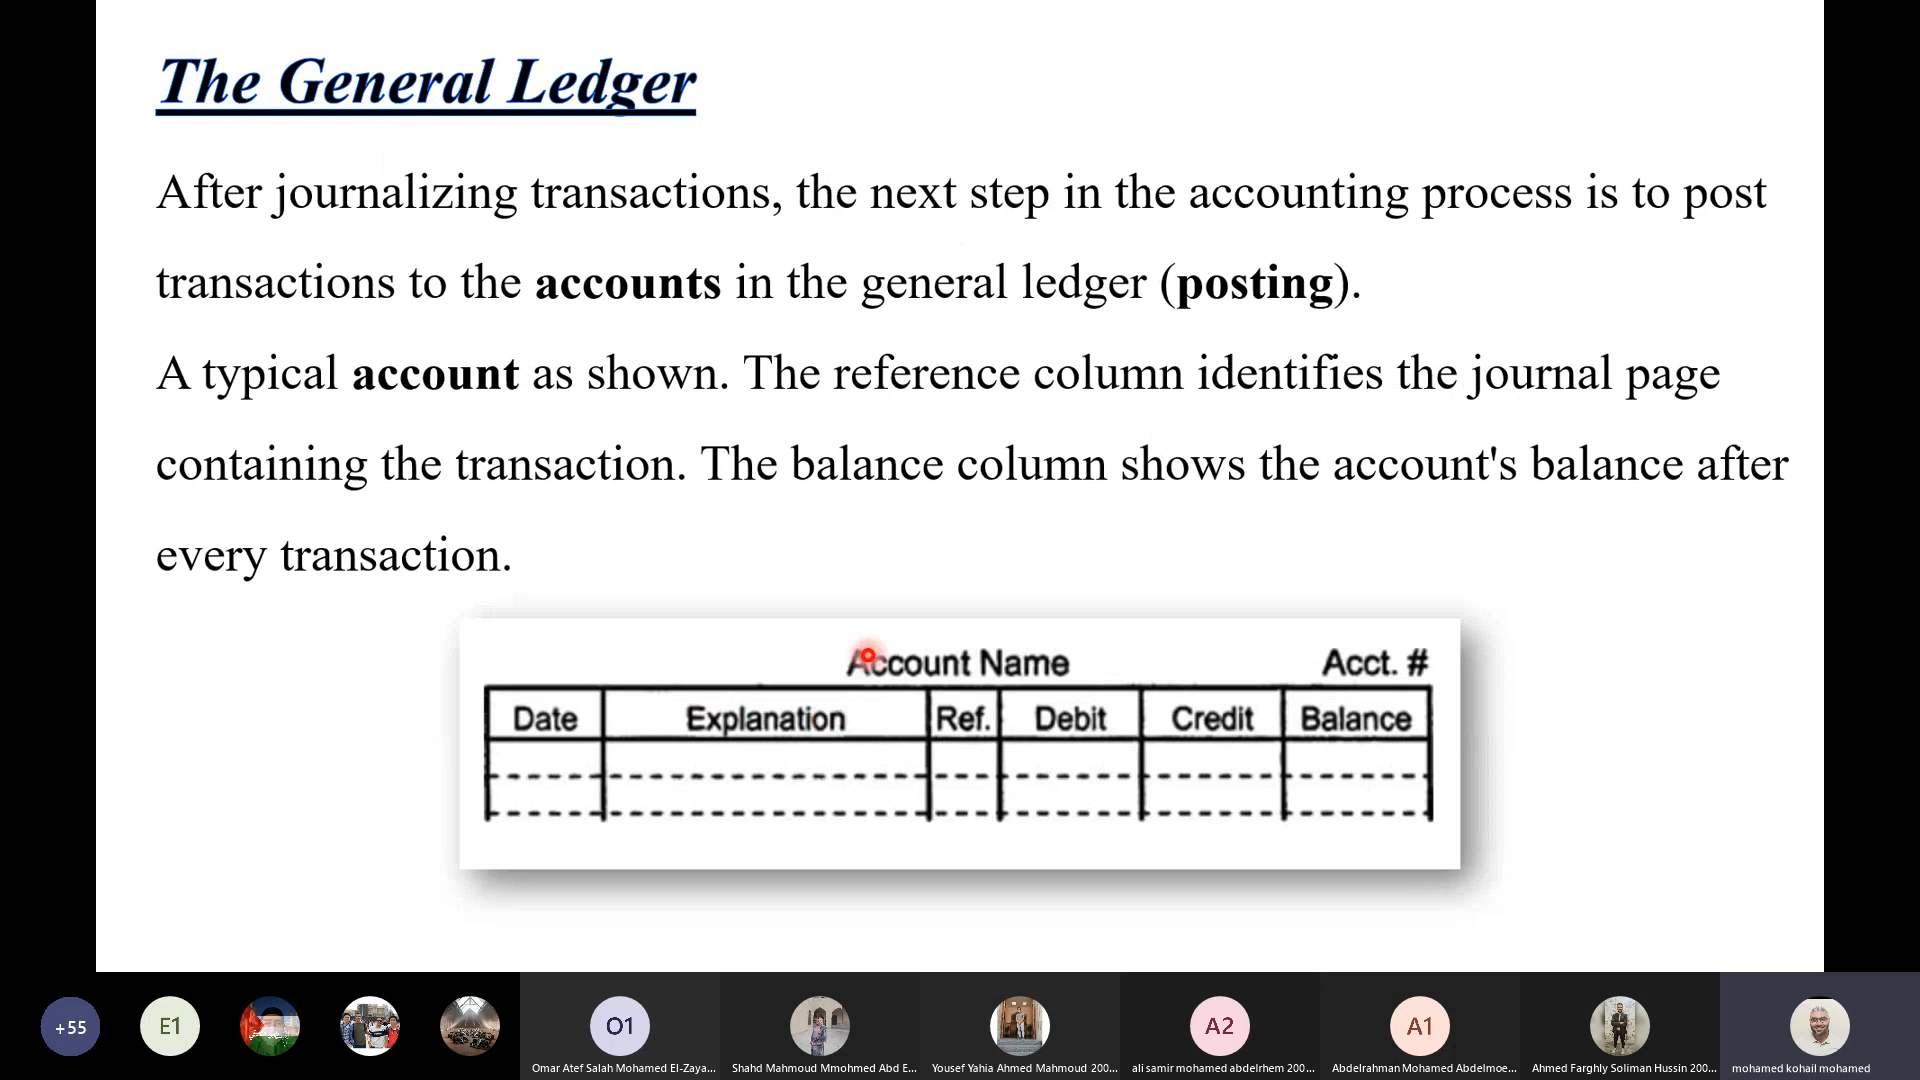 The General Ledger
After journalizing transactions, the next step in the accounting process is to post
transactions to the accounts in the general ledger (posting).
A typical account as shown. The reference column identifies the journal page
containing the transaction. The balance column shows the account's balance after
every transaction.
Account Name Acct. #
Date Explanation Ref. Debit Credit Balance
+55 E1 O1 A2 A1
Omar Atef Salah Mohamed El-Zaya... Shahd Mahmoud Mmohmed Abd E... Yousef Yahia Ahmed Mahmoud 200... ali samir mohamed abdelrhem 200... Abdelrahman Mohamed Abdelmoe... Ahmed Farghly Soliman Hussin 200... mohamed kohail mohamed